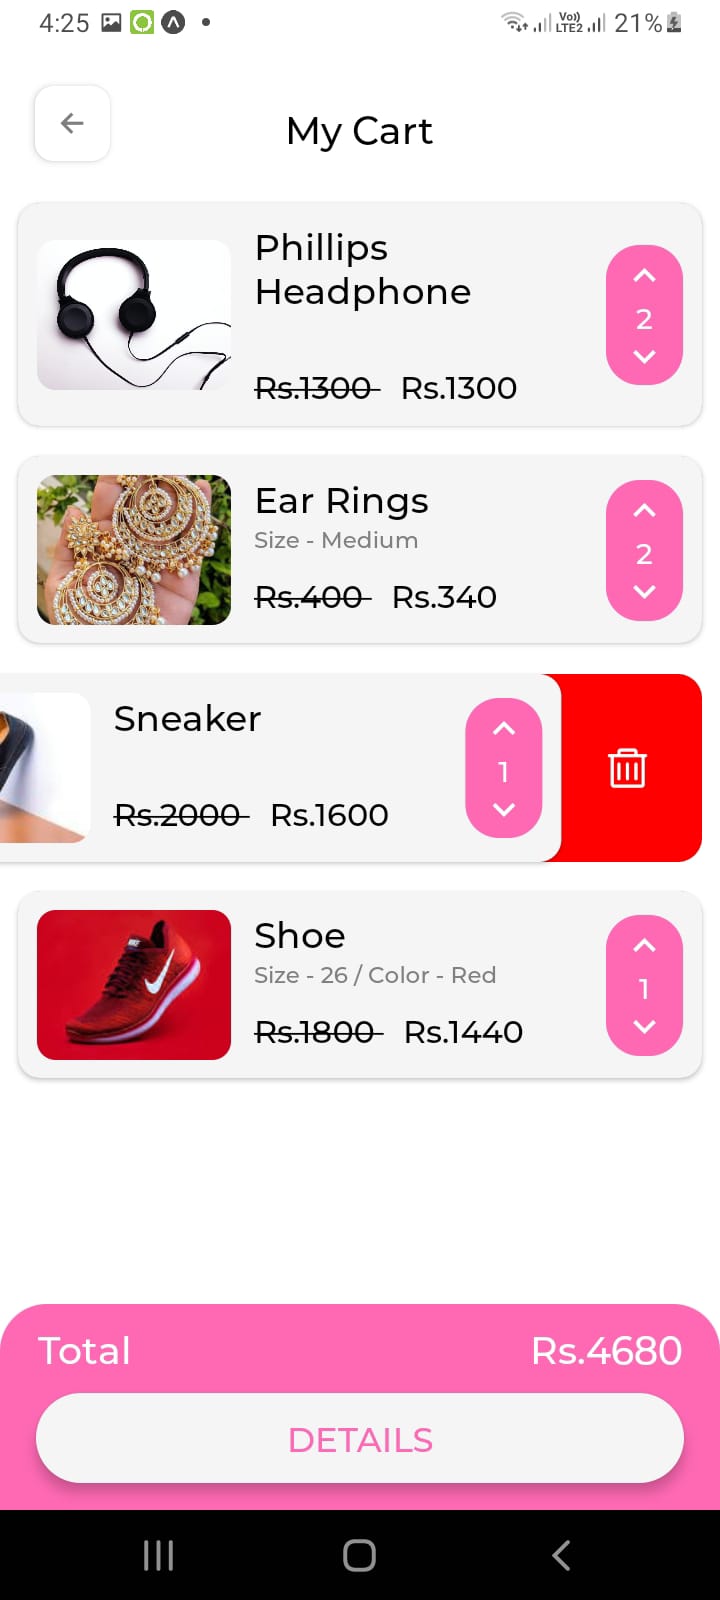 4:25
Vo)) LTE2 21%
My Cart
Phillips
Headphone
2
Rs.1300 Rs.1300
Ear Rings
Size - Medium
2
Rs.400 Rs.340
Sneaker
1
Rs.2000 Rs.1600
Shoe
Size - 26 / Color - Red
1
Rs.1800 Rs.1440
Total Rs.4680
DETAILS